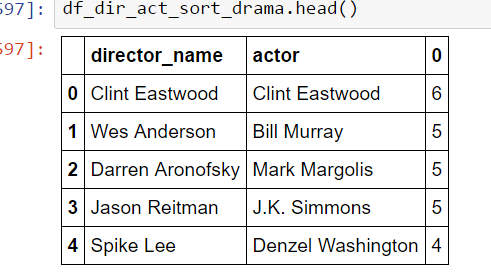 597]: df_dir_act_sort_drama.head()
597]:
director_name actor 0
0 Clint Eastwood Clint Eastwood 6
1 Wes Anderson Bill Murray 5
2 Darren Aronofsky Mark Margolis 5
3 Jason Reitman J.K. Simmons 5
4 Spike Lee Denzel Washington 4